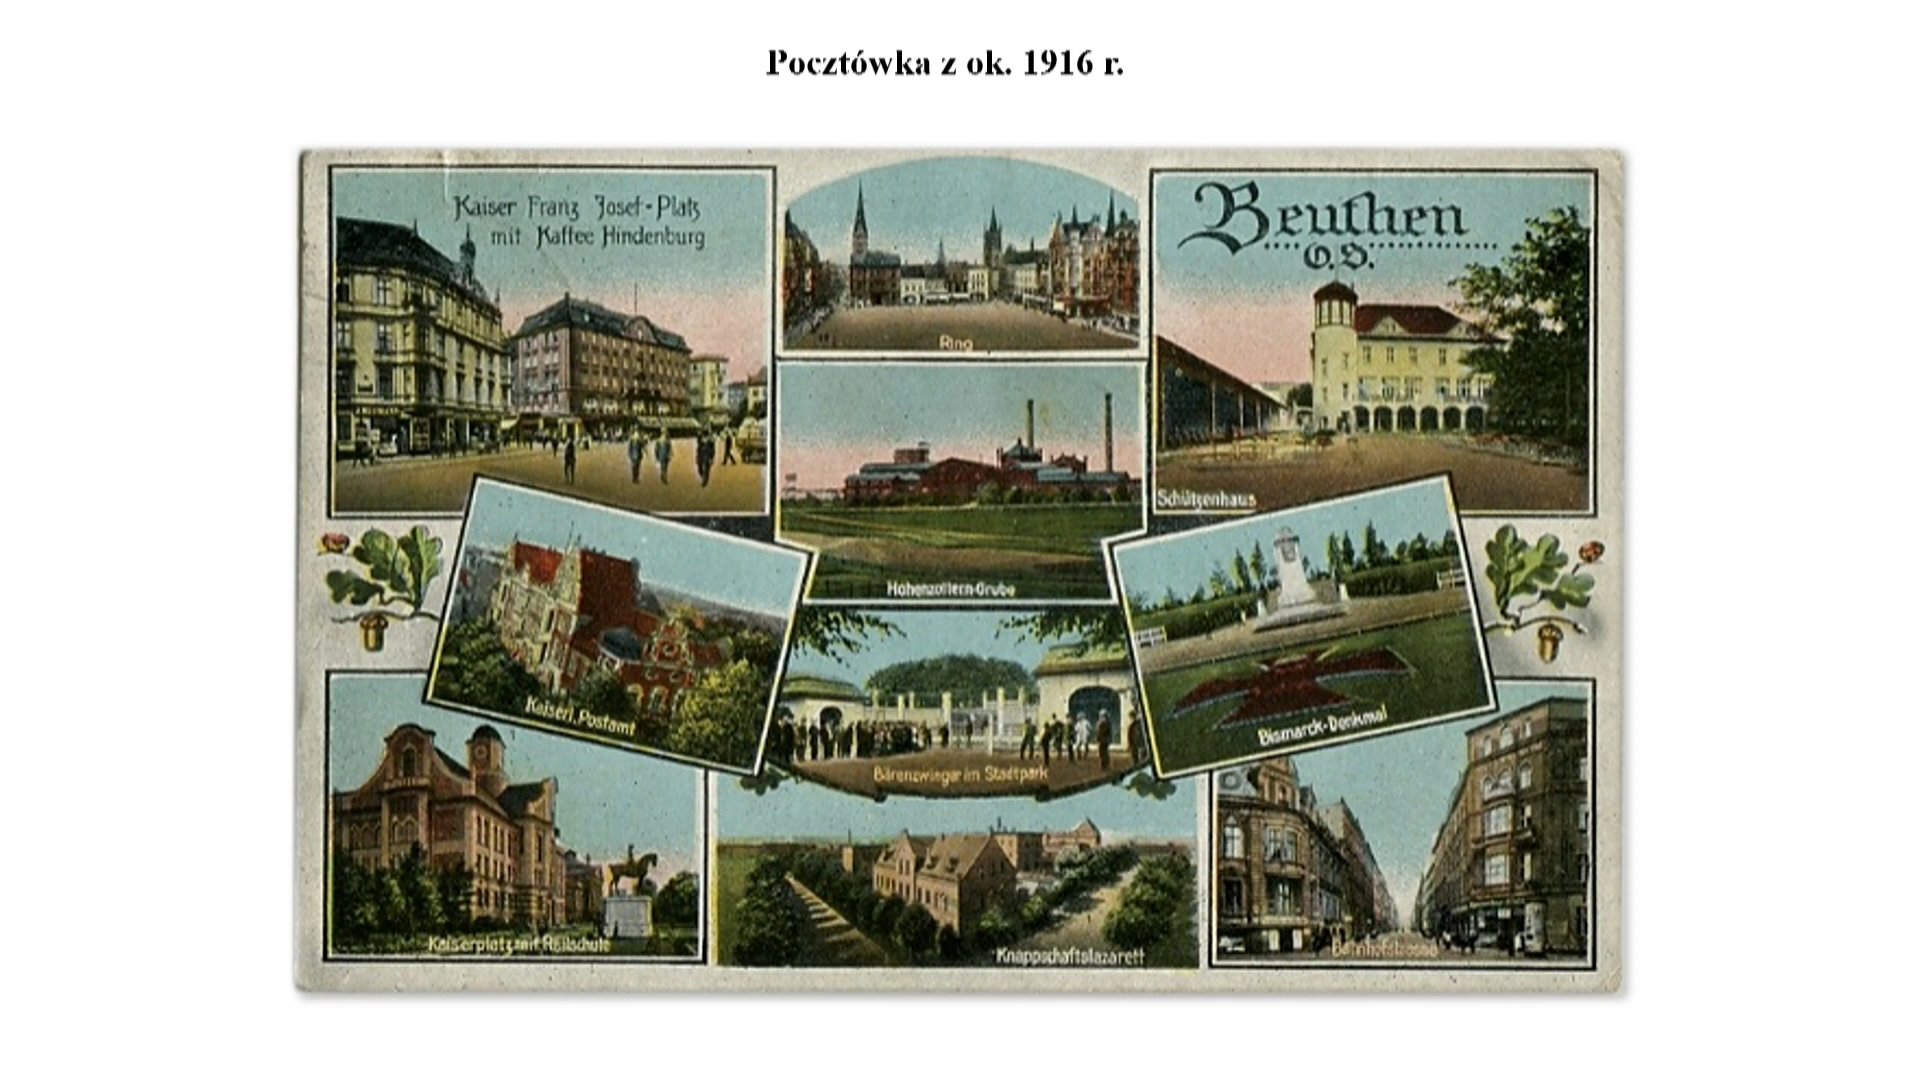 Pocztówka z ok. 1916 r.
Kaiser Franz Josef-Platz
mit Kaffee Hindenburg
Ring
Beuthen
O.S.
Schützenhaus
Hohenzollern-Grube
Kaiserl. Postamt
Bärenzwinger im Stadtpark
Bismarck-Denkmal
Kaiserplatz mit Realschule
Knappschaftslazarett
Bahnhofstrasse